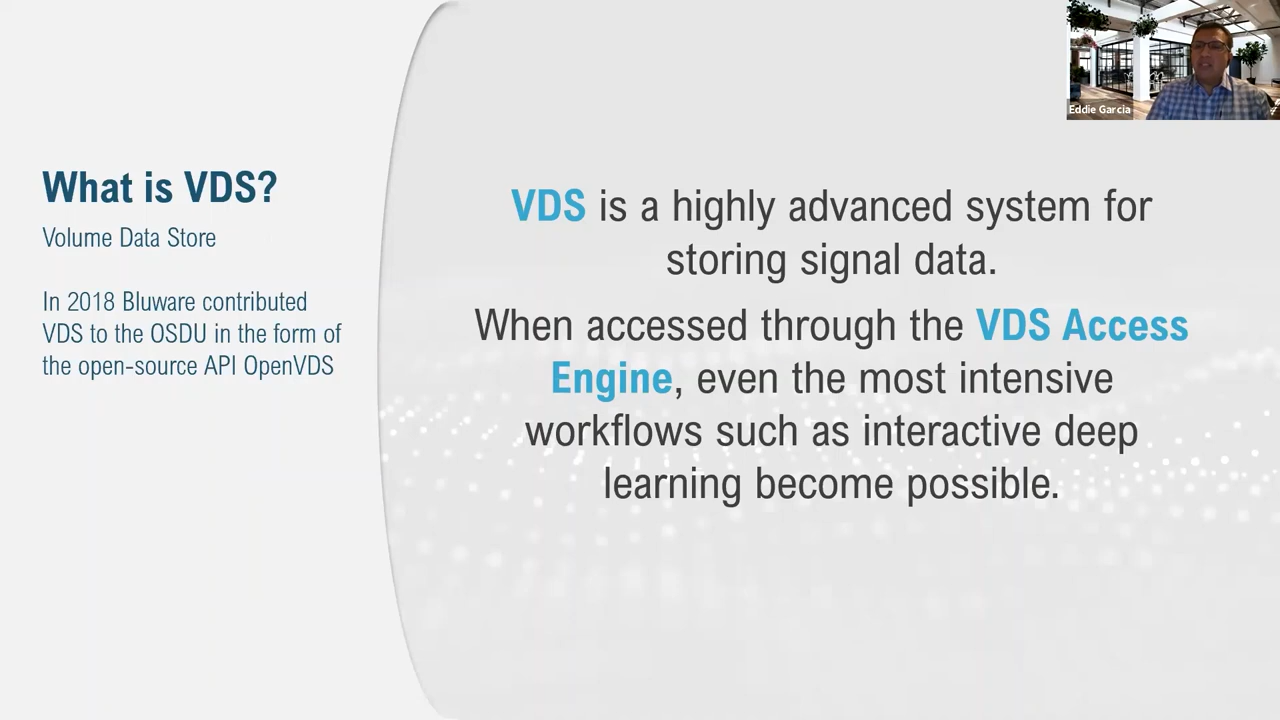 Eddie Garcia
What is VDS?
Volume Data Store
In 2018 Bluware contributed
VDS to the OSDU in the form of
the open-source API OpenVDS
VDS is a highly advanced system for
storing signal data.
When accessed through the VDS Access
Engine, even the most intensive
workflows such as interactive deep
learning become possible.